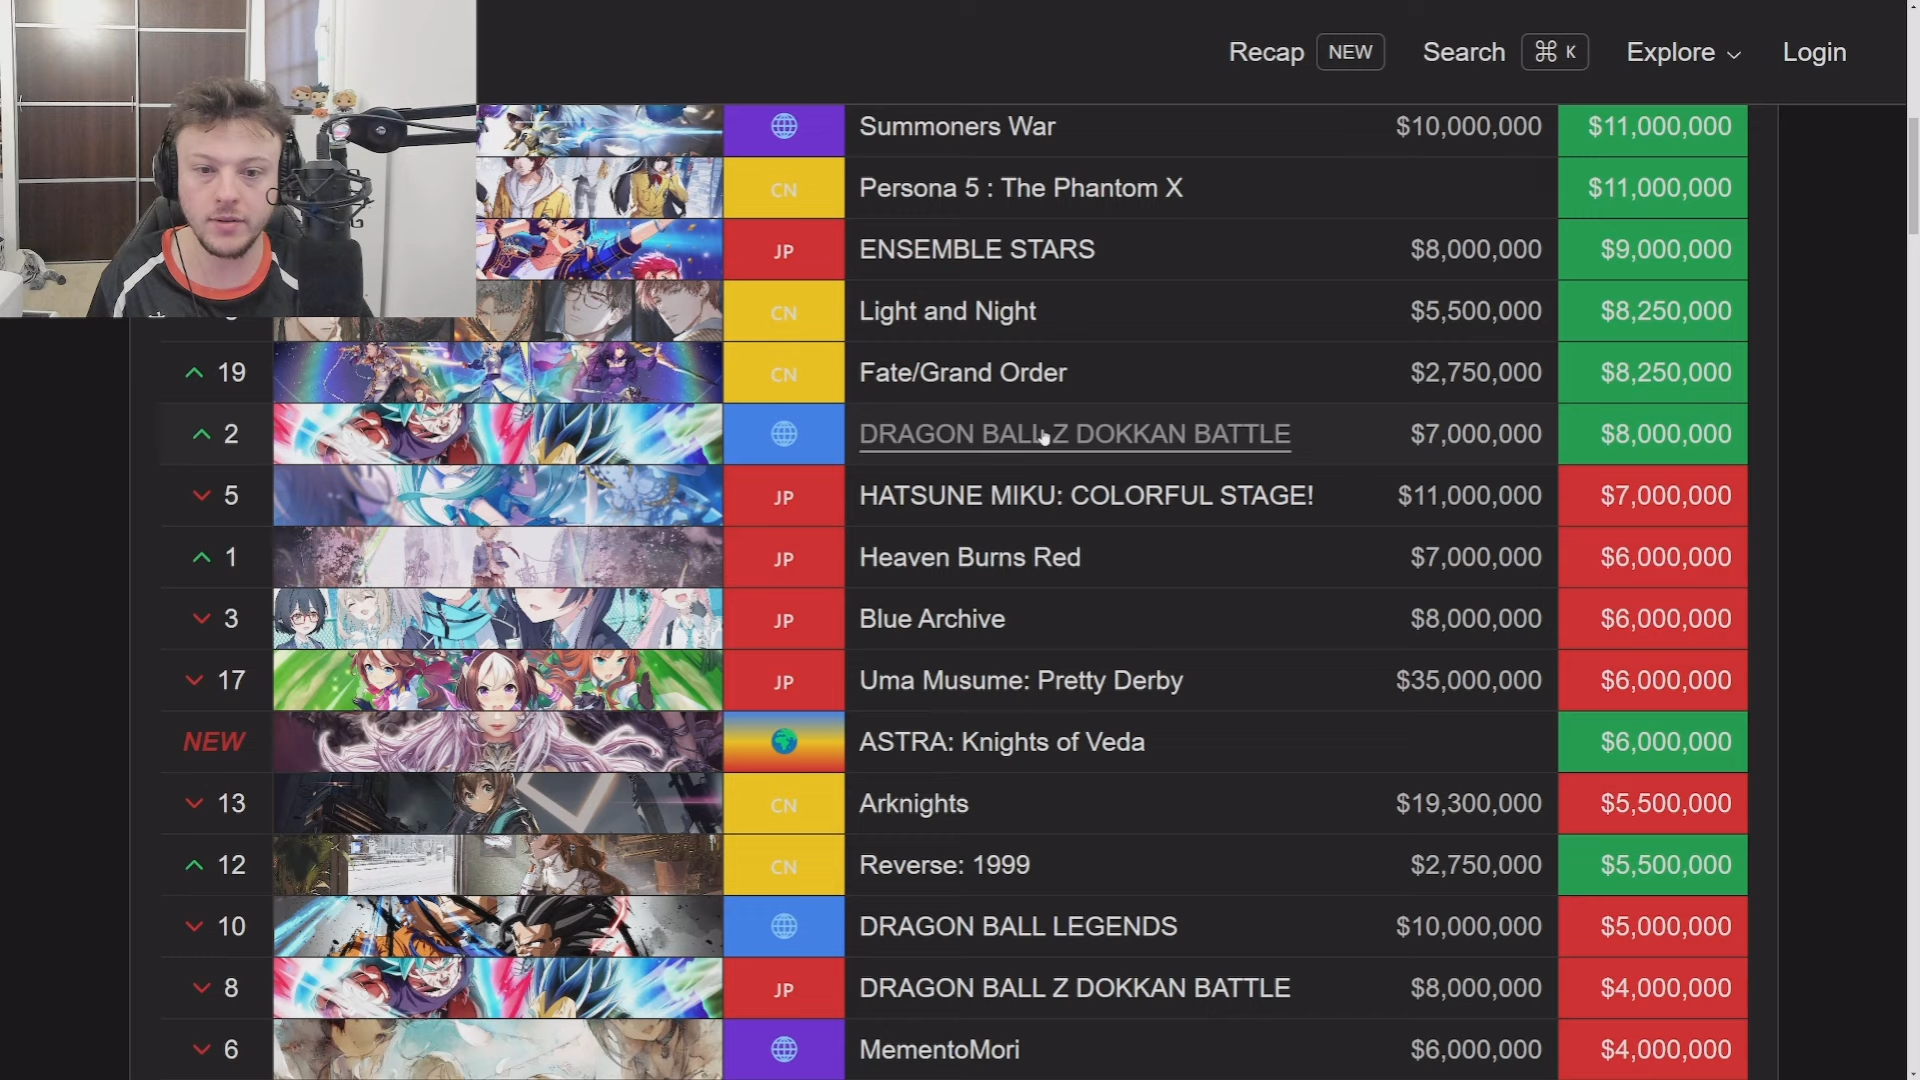 Recap NEW Search ⌘ K Explore Login
Summoners War $10,000,000 $11,000,000
CN Persona 5 : The Phantom X $11,000,000
JP ENSEMBLE STARS $8,000,000 $9,000,000
CN Light and Night $5,500,000 $8,250,000
19 CN Fate/Grand Order $2,750,000 $8,250,000
2 DRAGON BALL Z DOKKAN BATTLE $7,000,000 $8,000,000
5 JP HATSUNE MIKU: COLORFUL STAGE! $11,000,000 $7,000,000
1 JP Heaven Burns Red $7,000,000 $6,000,000
3 JP Blue Archive $8,000,000 $6,000,000
17 JP Uma Musume: Pretty Derby $35,000,000 $6,000,000
NEW ASTRA: Knights of Veda $6,000,000
13 CN Arknights $19,300,000 $5,500,000
12 CN Reverse: 1999 $2,750,000 $5,500,000
10 DRAGON BALL LEGENDS $10,000,000 $5,000,000
8 JP DRAGON BALL Z DOKKAN BATTLE $8,000,000 $4,000,000
6 MementoMori $6,000,000 $4,000,000